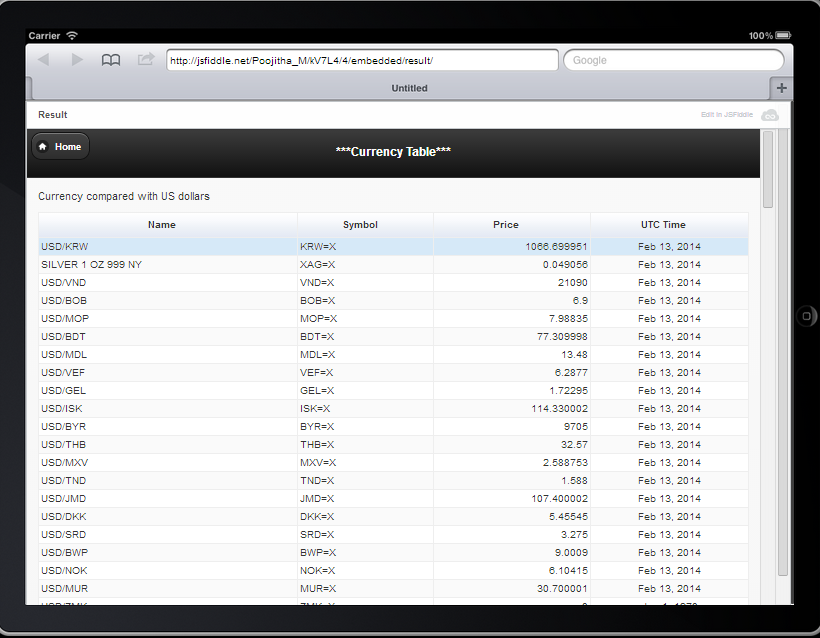 Carrier 100%
http://jsfiddle.net/Poojitha_M/kV7L4/4/embedded/result/ Google
Untitled +
Result Edit in JSFiddle
Home ***Currency Table***
Currency compared with US dollars
Name Symbol Price UTC Time
USD/KRW KRW=X 1066.699951 Feb 13, 2014
SILVER 1 OZ 999 NY XAG=X 0.049056 Feb 13, 2014
USD/VND VND=X 21090 Feb 13, 2014
USD/BOB BOB=X 6.9 Feb 13, 2014
USD/MOP MOP=X 7.98835 Feb 13, 2014
USD/BDT BDT=X 77.309998 Feb 13, 2014
USD/MDL MDL=X 13.48 Feb 13, 2014
USD/VEF VEF=X 6.2877 Feb 13, 2014
USD/GEL GEL=X 1.72295 Feb 13, 2014
USD/ISK ISK=X 114.330002 Feb 13, 2014
USD/BYR BYR=X 9705 Feb 13, 2014
USD/THB THB=X 32.57 Feb 13, 2014
USD/MXV MXV=X 2.588753 Feb 13, 2014
USD/TND TND=X 1.588 Feb 13, 2014
USD/JMD JMD=X 107.400002 Feb 13, 2014
USD/DKK DKK=X 5.45545 Feb 13, 2014
USD/SRD SRD=X 3.275 Feb 13, 2014
USD/BWP BWP=X 9.0009 Feb 13, 2014
USD/NOK NOK=X 6.10415 Feb 13, 2014
USD/MUR MUR=X 30.700001 Feb 13, 2014